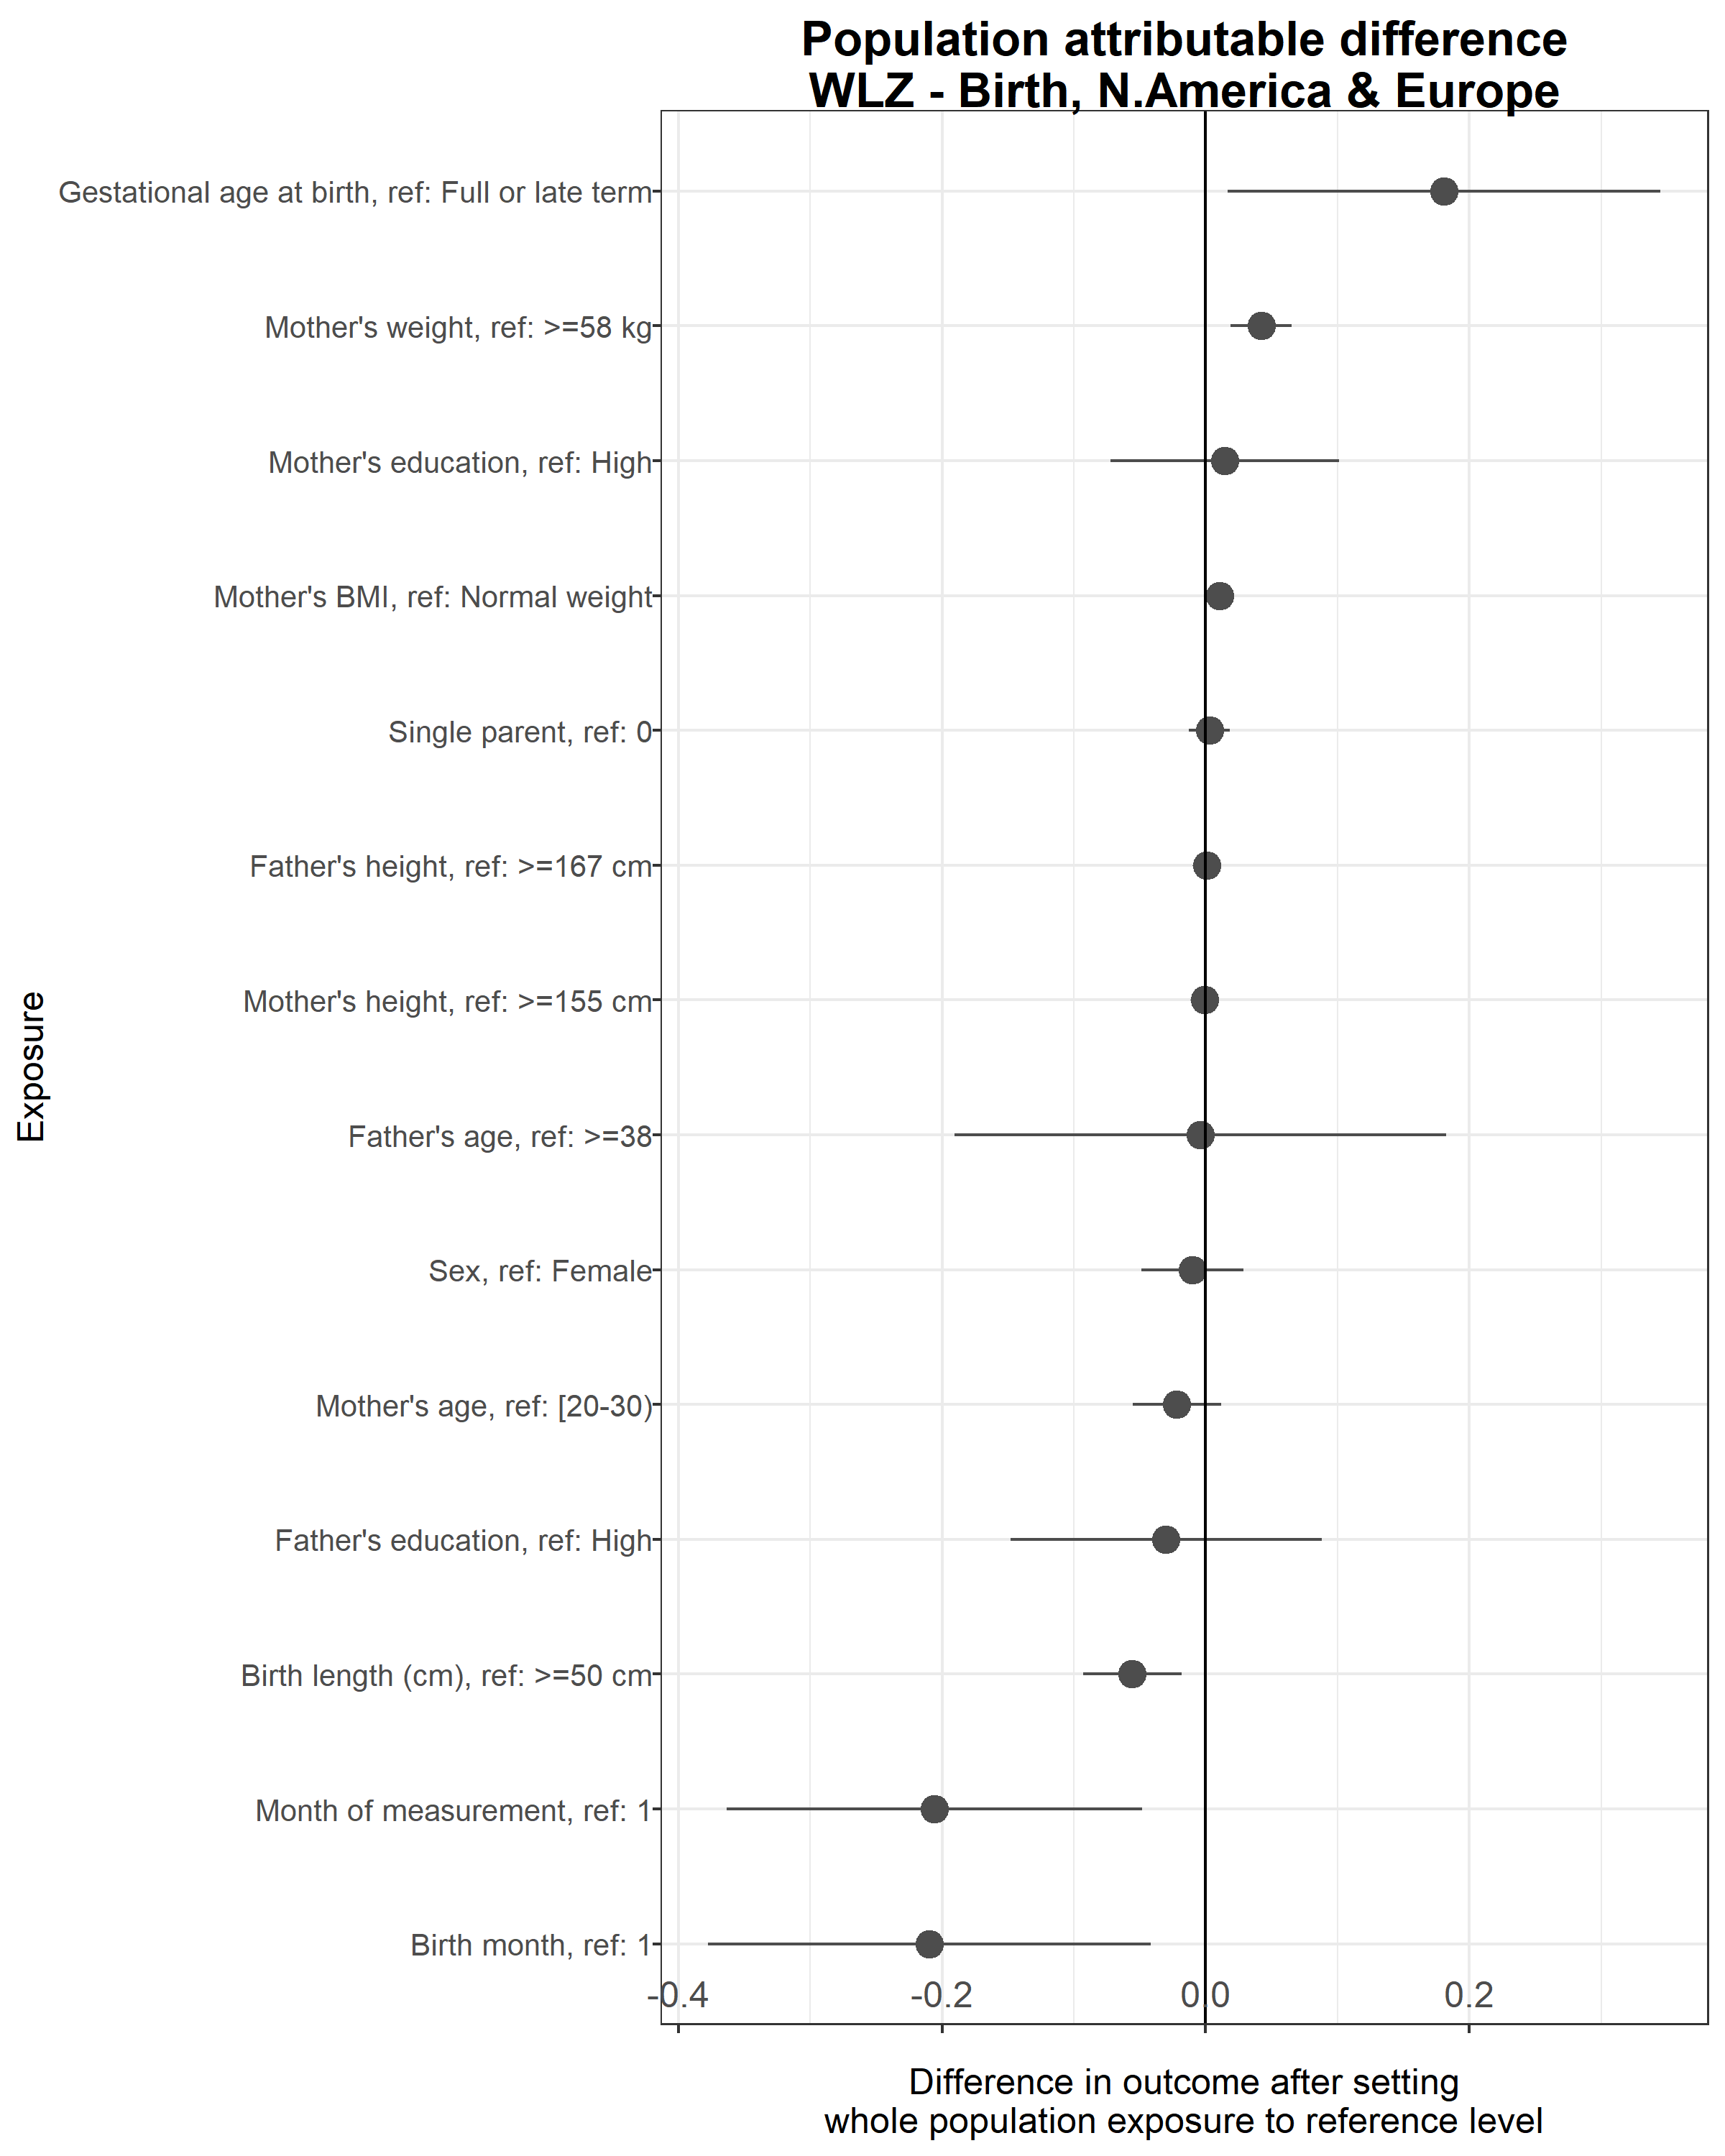 Population attributable difference
WLZ - Birth, N.America & Europe
Gestational age at birth, ref: Full or late term
Mother's weight, ref: >=58 kg
Mother's education, ref: High
Mother's BMI, ref: Normal weight
Single parent, ref: 0
Father's height, ref: >=167 cm
Mother's height, ref: >=155 cm
Father's age, ref: >=38
Sex, ref: Female
Mother's age, ref: [20-30)
Father's education, ref: High
Birth length (cm), ref: >=50 cm
Month of measurement, ref: 1
Birth month, ref: 1
Exposure
-0.4 -0.2 0.0 0.2
Difference in outcome after setting
whole population exposure to reference level